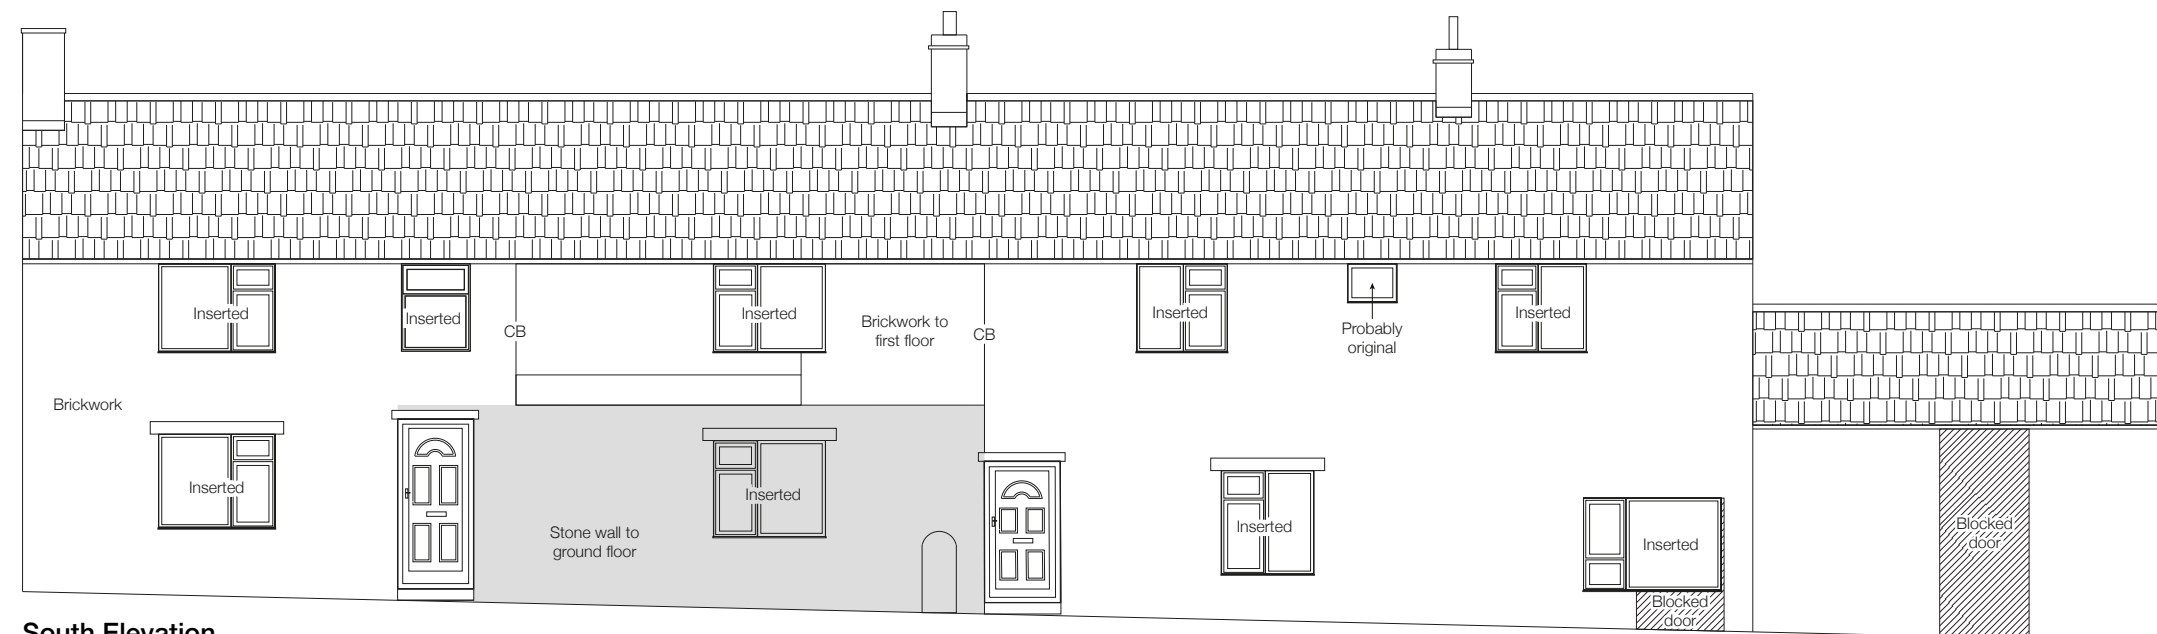 Inserted
Inserted
CB
Inserted
Brickwork to
first floor
CB
Inserted
Probably
original
Inserted
Brickwork
Inserted
Stone wall to
ground floor
Inserted
Inserted
Inserted
Blocked
door
Blocked
door
South Elevation